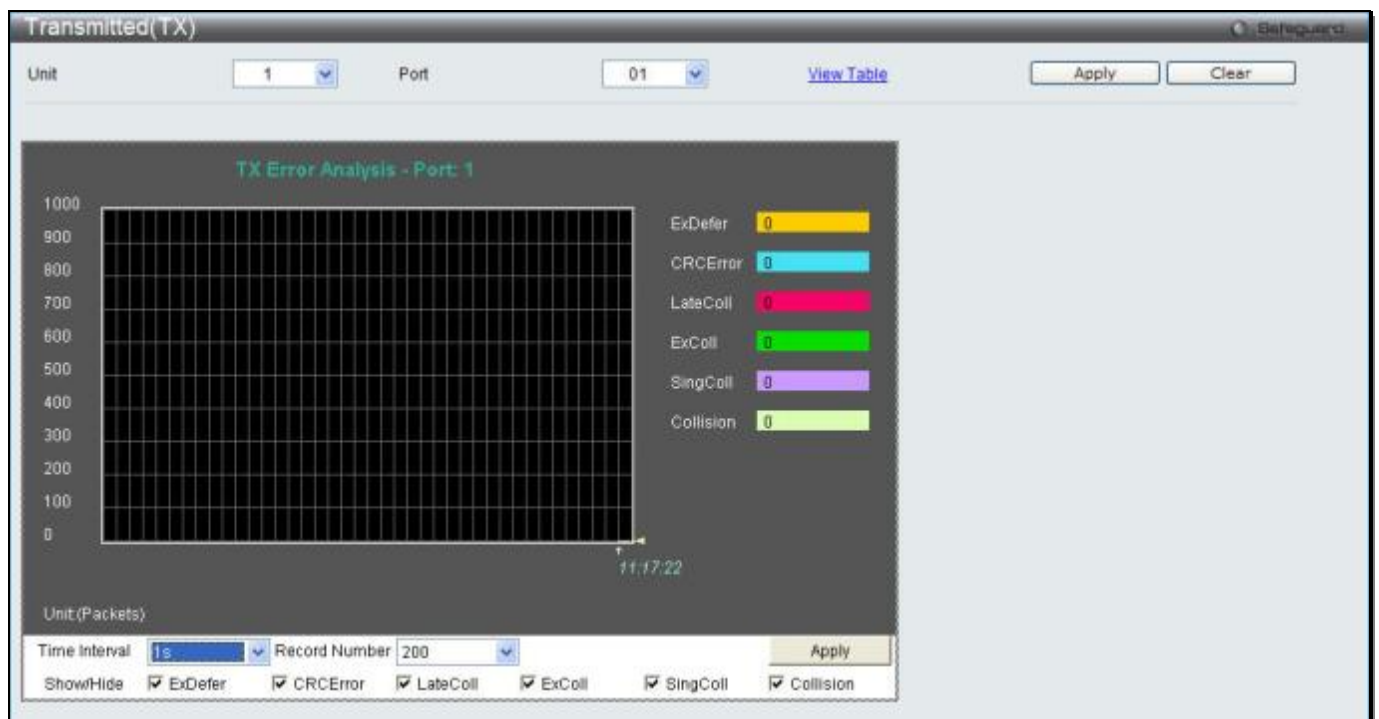 Transmitted(TX) Safeguard
Unit 1 Port 01 View Table Apply Clear
TX Error Analysis - Port: 1
1000
900
800
700
600
500
400
300
200
100
0
ExDefer 0
CRCError 0
LateColl 0
ExColl 0
SingColl 0
Collision 0
11:17:22
Unit:(Packets)
Time Interval 1s Record Number 200 Apply
Show/Hide ExDefer CRCError LateColl ExColl SingColl Collision